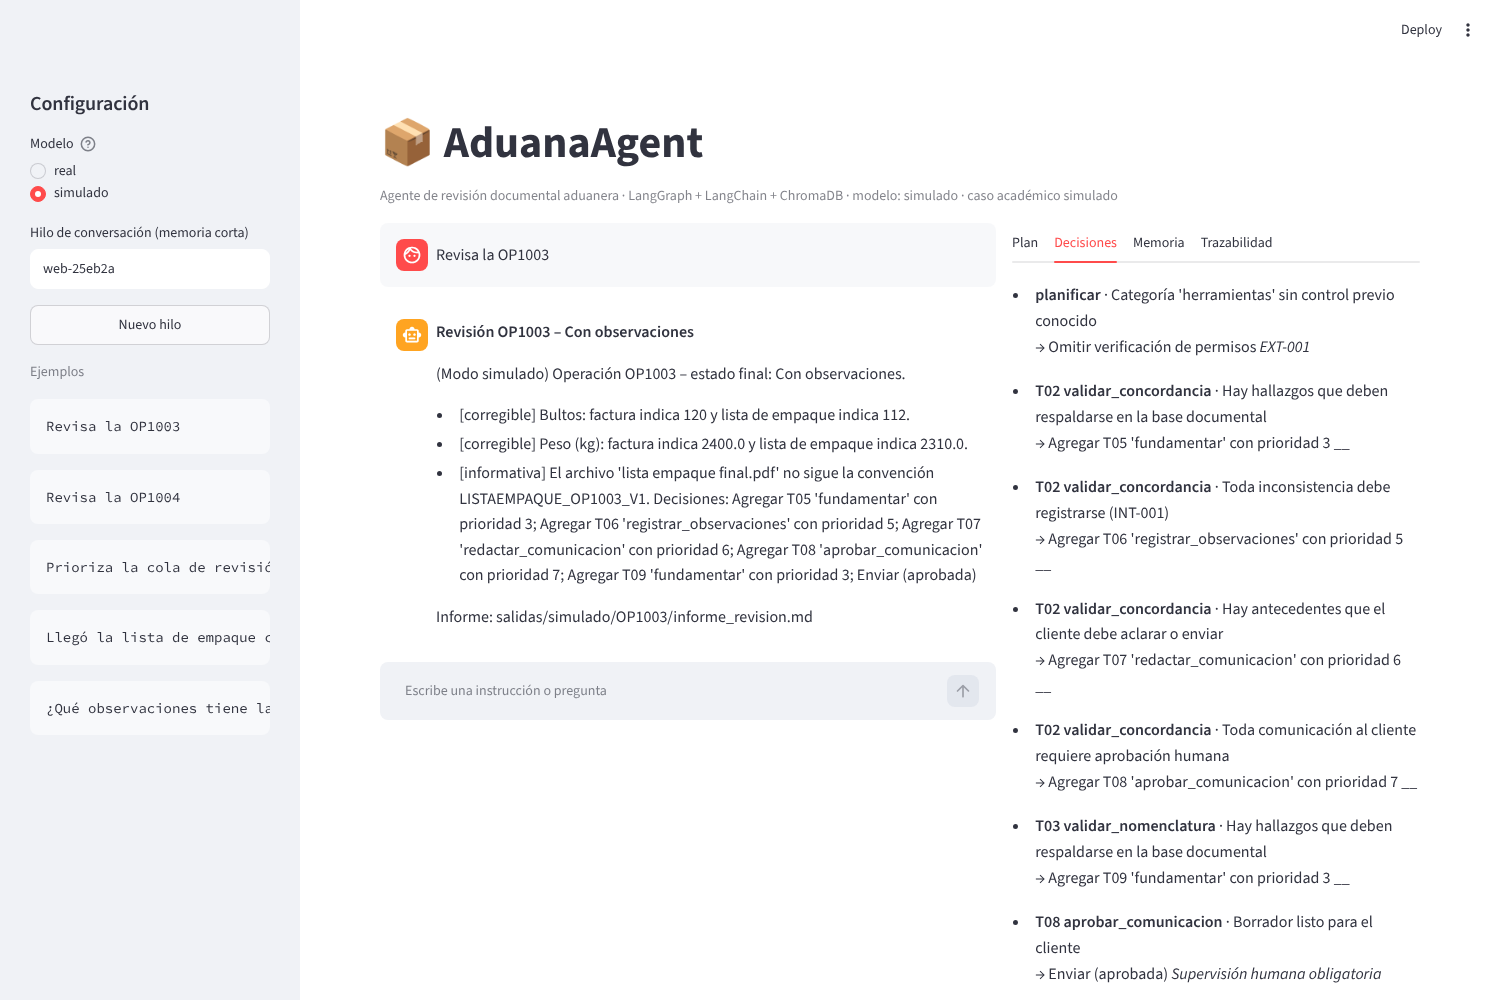 Deploy
Configuración
Modelo
real
simulado
Hilo de conversación (memoria corta)
web-25eb2a
Nuevo hilo
Ejemplos
Revisa la OP1003
Revisa la OP1004
Prioriza la cola de revisió
Llegó la lista de empaque c
¿Qué observaciones tiene la
AduanaAgent
Agente de revisión documental aduanera · LangGraph + LangChain + ChromaDB · modelo: simulado · caso académico simulado
Revisa la OP1003
Revisión OP1003 – Con observaciones
(Modo simulado) Operación OP1003 – estado final: Con observaciones.
• [corregible] Bultos: factura indica 120 y lista de empaque indica 112.
• [corregible] Peso (kg): factura indica 2400.0 y lista de empaque indica 2310.0.
• [informativa] El archivo 'lista empaque final.pdf' no sigue la convención
LISTAEMPAQUE_OP1003_V1. Decisiones: Agregar T05 'fundamentar' con
prioridad 3; Agregar T06 'registrar_observaciones' con prioridad 5; Agregar T07
'redactar_comunicacion' con prioridad 6; Agregar T08 'aprobar_comunicacion'
con prioridad 7; Agregar T09 'fundamentar' con prioridad 3; Enviar (aprobada)
Informe: salidas/simulado/OP1003/informe_revision.md
Escribe una instrucción o pregunta
Plan Decisiones Memoria Trazabilidad
• planificar · Categoría 'herramientas' sin control previo
conocido
→ Omitir verificación de permisos EXT-001
• T02 validar_concordancia · Hay hallazgos que deben
respaldarse en la base documental
→ Agregar T05 'fundamentar' con prioridad 3 __
• T02 validar_concordancia · Toda inconsistencia debe
registrarse (INT-001)
→ Agregar T06 'registrar_observaciones' con prioridad 5
__
• T02 validar_concordancia · Hay antecedentes que el
cliente debe aclarar o enviar
→ Agregar T07 'redactar_comunicacion' con prioridad 6
__
• T02 validar_concordancia · Toda comunicación al cliente
requiere aprobación humana
→ Agregar T08 'aprobar_comunicacion' con prioridad 7 __
• T03 validar_nomenclatura · Hay hallazgos que deben
respaldarse en la base documental
→ Agregar T09 'fundamentar' con prioridad 3 __
• T08 aprobar_comunicacion · Borrador listo para el
cliente
→ Enviar (aprobada) Supervisión humana obligatoria